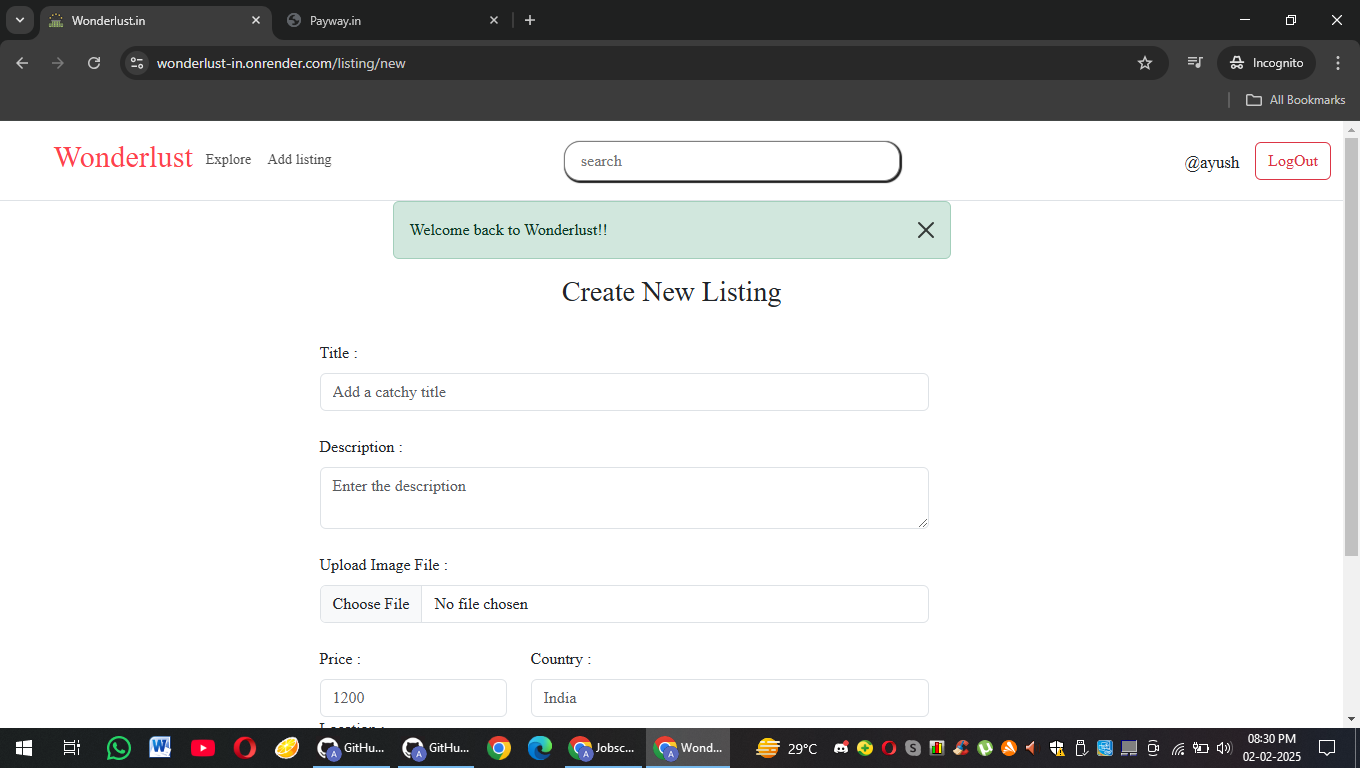 Wonderlust.in
Payway.in
wonderlust-in.onrender.com/listing/new
Incognito
All Bookmarks
Wonderlust Explore Add listing search @ayush LogOut
Welcome back to Wonderlust!!
Create New Listing
Title :
Add a catchy title
Description :
Enter the description
Upload Image File :
Choose File No file chosen
Price : Country :
1200 India
Location :
GitHu... GitHu... Jobsc... Wond... 29°C 08:30 PM
02-02-2025